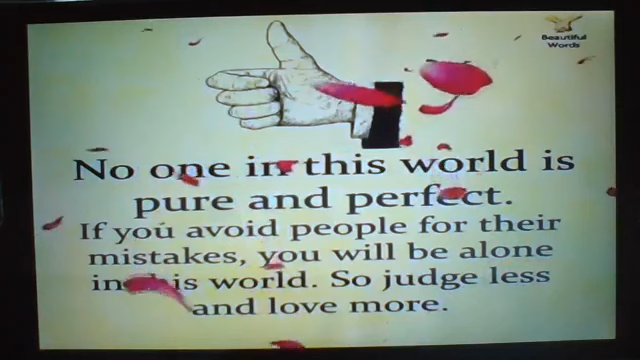 Beautiful
Words
No one in this world is
pure and perfect.
If you avoid people for their
mistakes, you will be alone
in this world. So judge less
and love more.